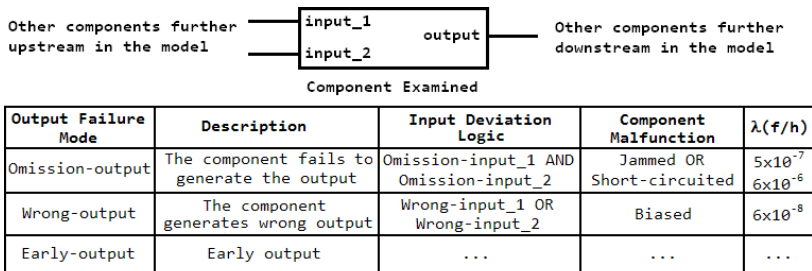 Other components further upstream in the model
input_1
input_2
output
Other components further downstream in the model
Component Examined
Output Failure Mode | Description | Input Deviation Logic | Component Malfunction | λ(f/h)
Omission-output | The component fails to generate the output | Omission-input_1 AND Omission-input_2 | Jammed OR Short-circuited | 5x10⁻⁷ 6x10⁻⁶
Wrong-output | The component generates wrong output | Wrong-input_1 OR Wrong-input_2 | Biased | 6x10⁻⁸
Early-output | Early output | ... | ... | ...